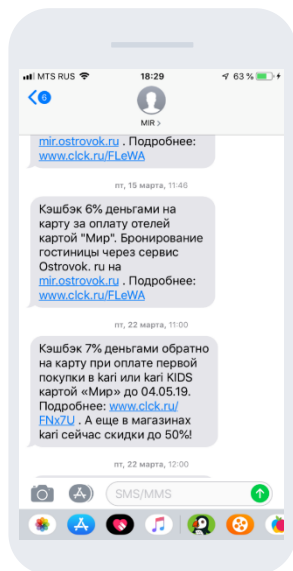 MTS RUS 18:29 63 %
6
MIR >
mir.ostrovok.ru . Подробнее:
www.clck.ru/FLeWA
пт, 15 марта, 11:46
Кэшбэк 6% деньгами на
карту за оплату отелей
картой "Мир". Бронирование
гостиницы через сервис
Ostrovok. ru на
mir.ostrovok.ru . Подробнее:
www.clck.ru/FLeWA
пт, 22 марта, 11:00
Кэшбэк 7% деньгами обратно
на карту при оплате первой
покупки в kari или kari KIDS
картой «Мир» до 04.05.19.
Подробнее: www.clck.ru/
FNx7U . А еще в магазинах
kari сейчас скидки до 50%!
пт, 22 марта, 12:00
SMS/MMS